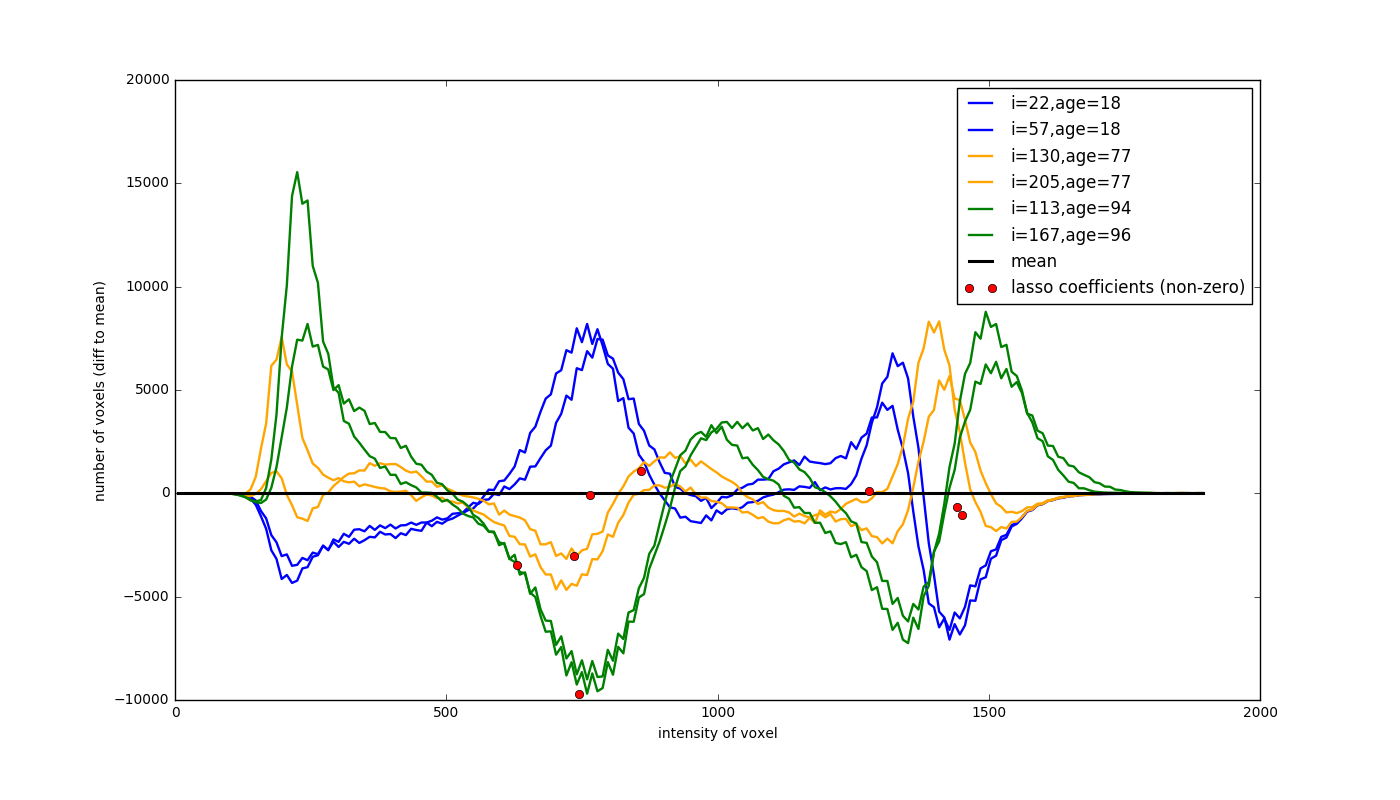 20000
15000
10000
5000
0
−5000
−10000
number of voxels (diff to mean)
i=22,age=18
i=57,age=18
i=130,age=77
i=205,age=77
i=113,age=94
i=167,age=96
mean
lasso coefficients (non-zero)
0 500 1000 1500 2000
intensity of voxel